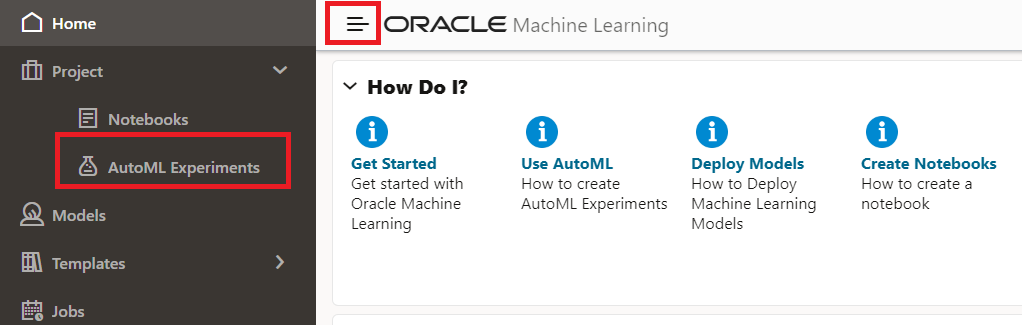 Home
Project
Notebooks
AutoML Experiments
Models
Templates
Jobs
ORACLE Machine Learning
How Do I?
Get Started
Get started with
Oracle Machine
Learning
Use AutoML
How to create
AutoML Experiments
Deploy Models
How to Deploy
Machine Learning
Models
Create Notebooks
How to create a
notebook